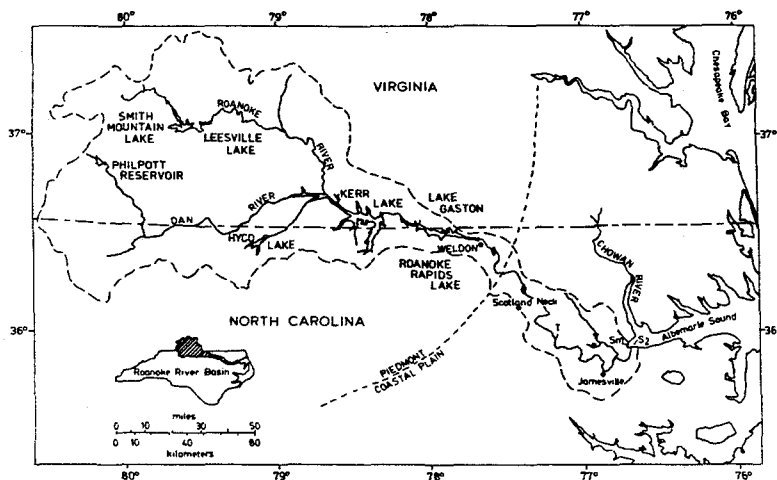 80° 79° 78° 77° 76°
VIRGINIA
Chesapeake Bay
37°
37°
SMITH
MOUNTAIN
LAKE
ROANOKE
RIVER
LEESVILLE
LAKE
PHILPOTT
RESERVOIR
DAN
RIVER
HYCO
LAKE
KERR
LAKE
LAKE
GASTON
WELDON
ROANOKE
RAPIDS
LAKE
CHOWAN
RIVER
Scotland Neck
36°
36°
NORTH CAROLINA
Albemarle Sound
S2
Jamesville
PIEDMONT
COASTAL PLAIN
Roanoke River Basin
miles
10 0 10 30 50
0 10 40 80
kilometers
80° 79° 78° 77° 76°